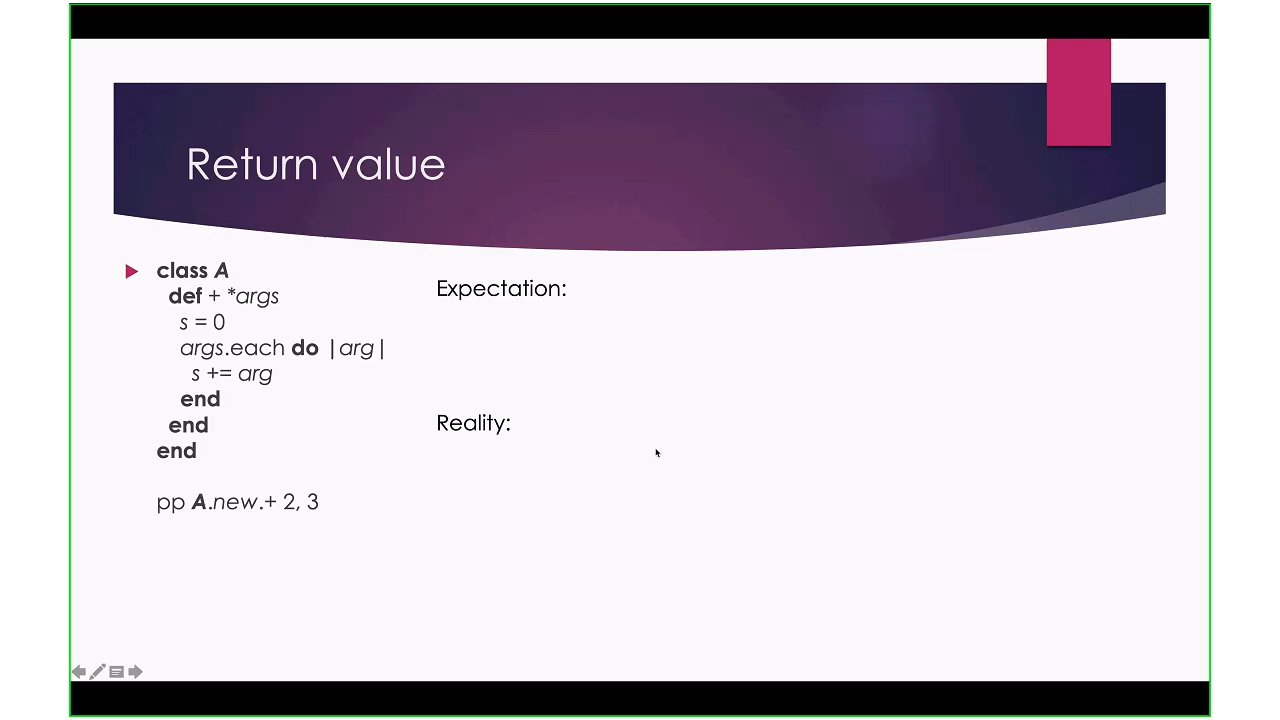 Return value
class A
def + *args
s = 0
args.each do |arg|
s += arg
end
end
end
pp A.new.+ 2, 3
Expectation:
Reality: